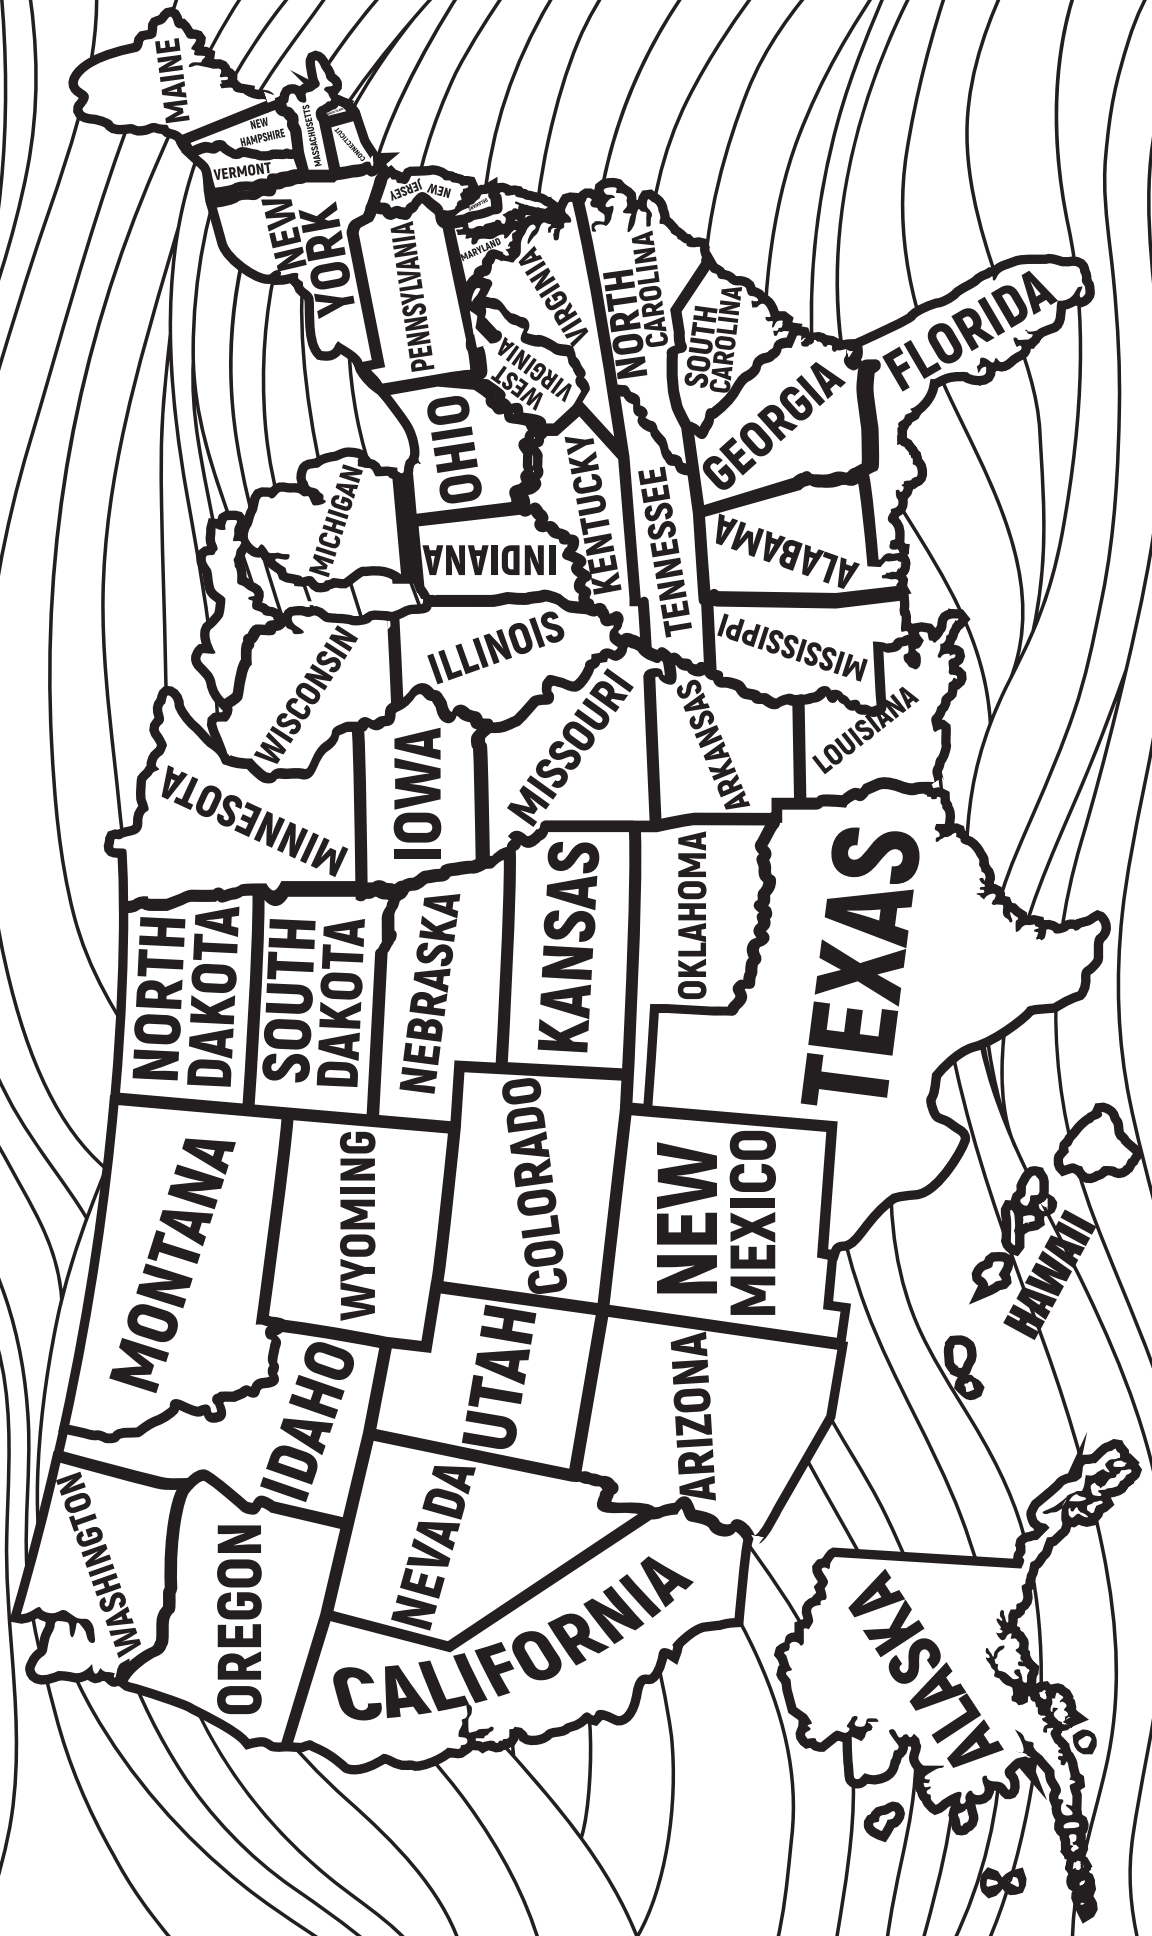 MAINE
NEW
HAMPSHIRE
VERMONT
MASSACHUSETTS
CONNECTICUT
NEW
YORK
NEW JERSEY
PENNSYLVANIA
MARYLAND
VIRGINIA
WEST
VIRGINIA
NORTH
CAROLINA
SOUTH
CAROLINA
GEORGIA
FLORIDA
OHIO
MICHIGAN
INDIANA
KENTUCKY
TENNESSEE
ALABAMA
MISSISSIPPI
ILLINOIS
WISCONSIN
MINNESOTA
IOWA
MISSOURI
ARKANSAS
LOUISIANA
NORTH
DAKOTA
SOUTH
DAKOTA
NEBRASKA
KANSAS
OKLAHOMA
TEXAS
MONTANA
WYOMING
COLORADO
NEW
MEXICO
HAWAII
IDAHO
UTAH
ARIZONA
WASHINGTON
OREGON
NEVADA
CALIFORNIA
ALASKA